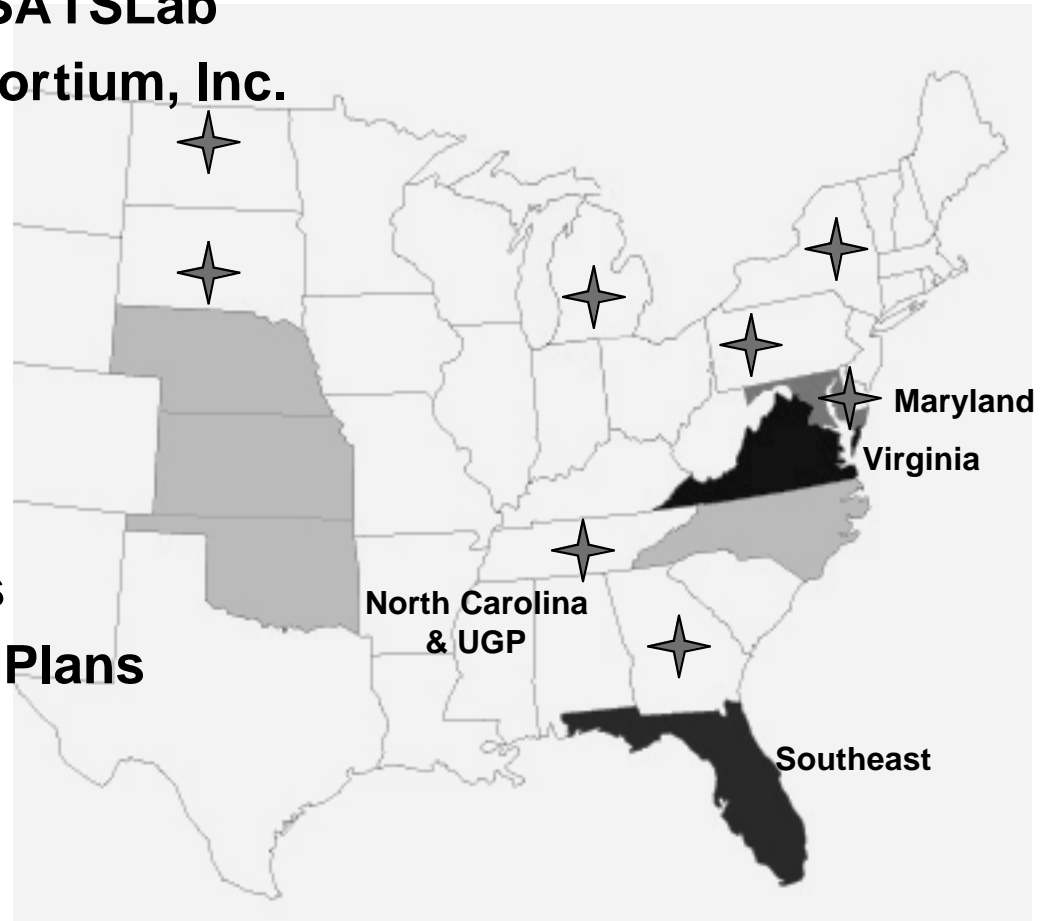 SATSLab
ortium, Inc.
Maryland
Virginia
s
North Carolina
& UGP
Plans
Southeast